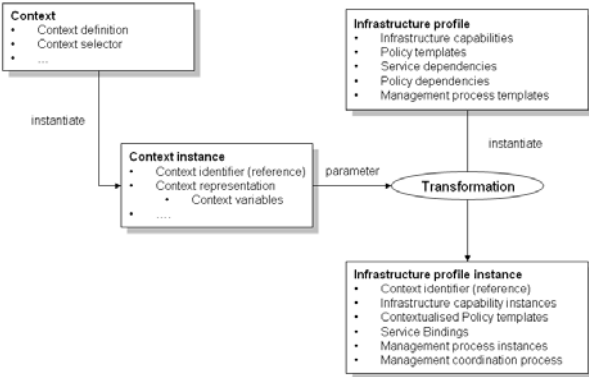 Context
• Context definition
• Context selector
• ...
Infrastructure profile
• Infrastructure capabilities
• Policy templates
• Service dependencies
• Policy dependencies
• Management process templates
instantiate
instantiate
Context instance
• Context identifier (reference)
• Context representation
• Context variables
• ....
parameter
Transformation
Infrastructure profile instance
• Context identifier (reference)
• Infrastructure capability instances
• Contextualised Policy templates
• Service Bindings
• Management process instances
• Management coordination process